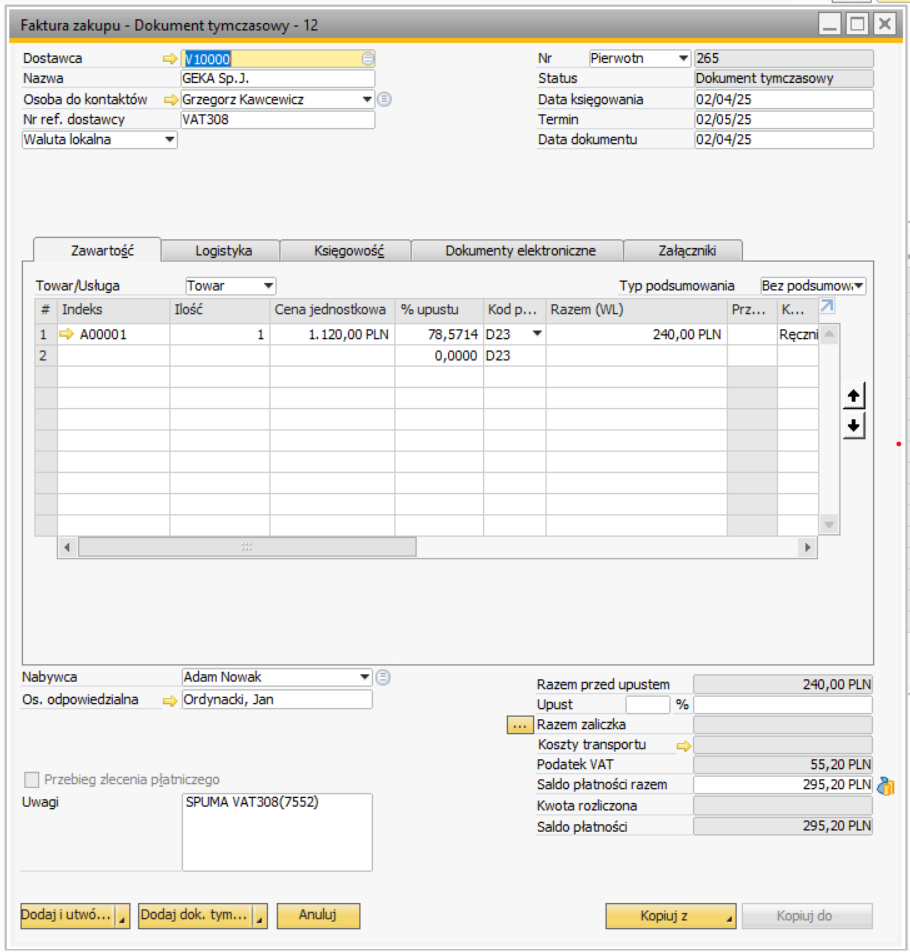 Faktura zakupu - Dokument tymczasowy - 12
Dostawca V10000
Nazwa GEKA Sp.J.
Osoba do kontaktów Grzegorz Kawcewicz
Nr ref. dostawcy VAT308
Waluta lokalna
Nr Pierwotn 265
Status Dokument tymczasowy
Data księgowania 02/04/25
Termin 02/05/25
Data dokumentu 02/04/25
Zawartość Logistyka Księgowość Dokumenty elektroniczne Załączniki
Towar/Usługa Towar Typ podsumowania Bez podsumowa
# Indeks Ilość Cena jednostkowa % upustu Kod p... Razem (WL) Prz... K...
1 A00001 1 1.120,00 PLN 78,5714 D23 240,00 PLN Ręczni
2 0,0000 D23
Nabywca Adam Nowak
Os. odpowiedzialna Ordynacki, Jan
Przebieg zlecenia płatniczego
Uwagi SPUMA VAT308(7552)
Razem przed upustem 240,00 PLN
Upust %
... Razem zaliczka
Koszty transportu
Podatek VAT 55,20 PLN
Saldo płatności razem 295,20 PLN
Kwota rozliczona
Saldo płatności 295,20 PLN
Dodaj i utwó... Dodaj dok. tym... Anuluj Kopiuj z Kopiuj do